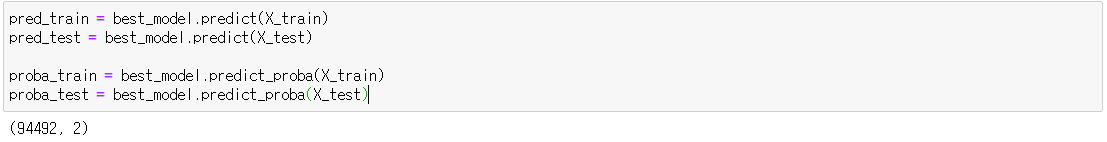 pred_train = best_model.predict(X_train)
pred_test = best_model.predict(X_test)
proba_train = best_model.predict_proba(X_train)
proba_test = best_model.predict_proba(X_test)
(94492, 2)